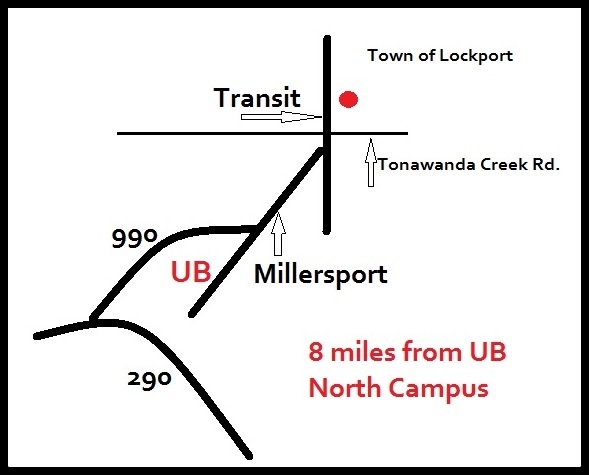 Town of Lockport
Transit
Tonawanda Creek Rd.
990
UB
Millersport
290
8 miles from UB
North Campus